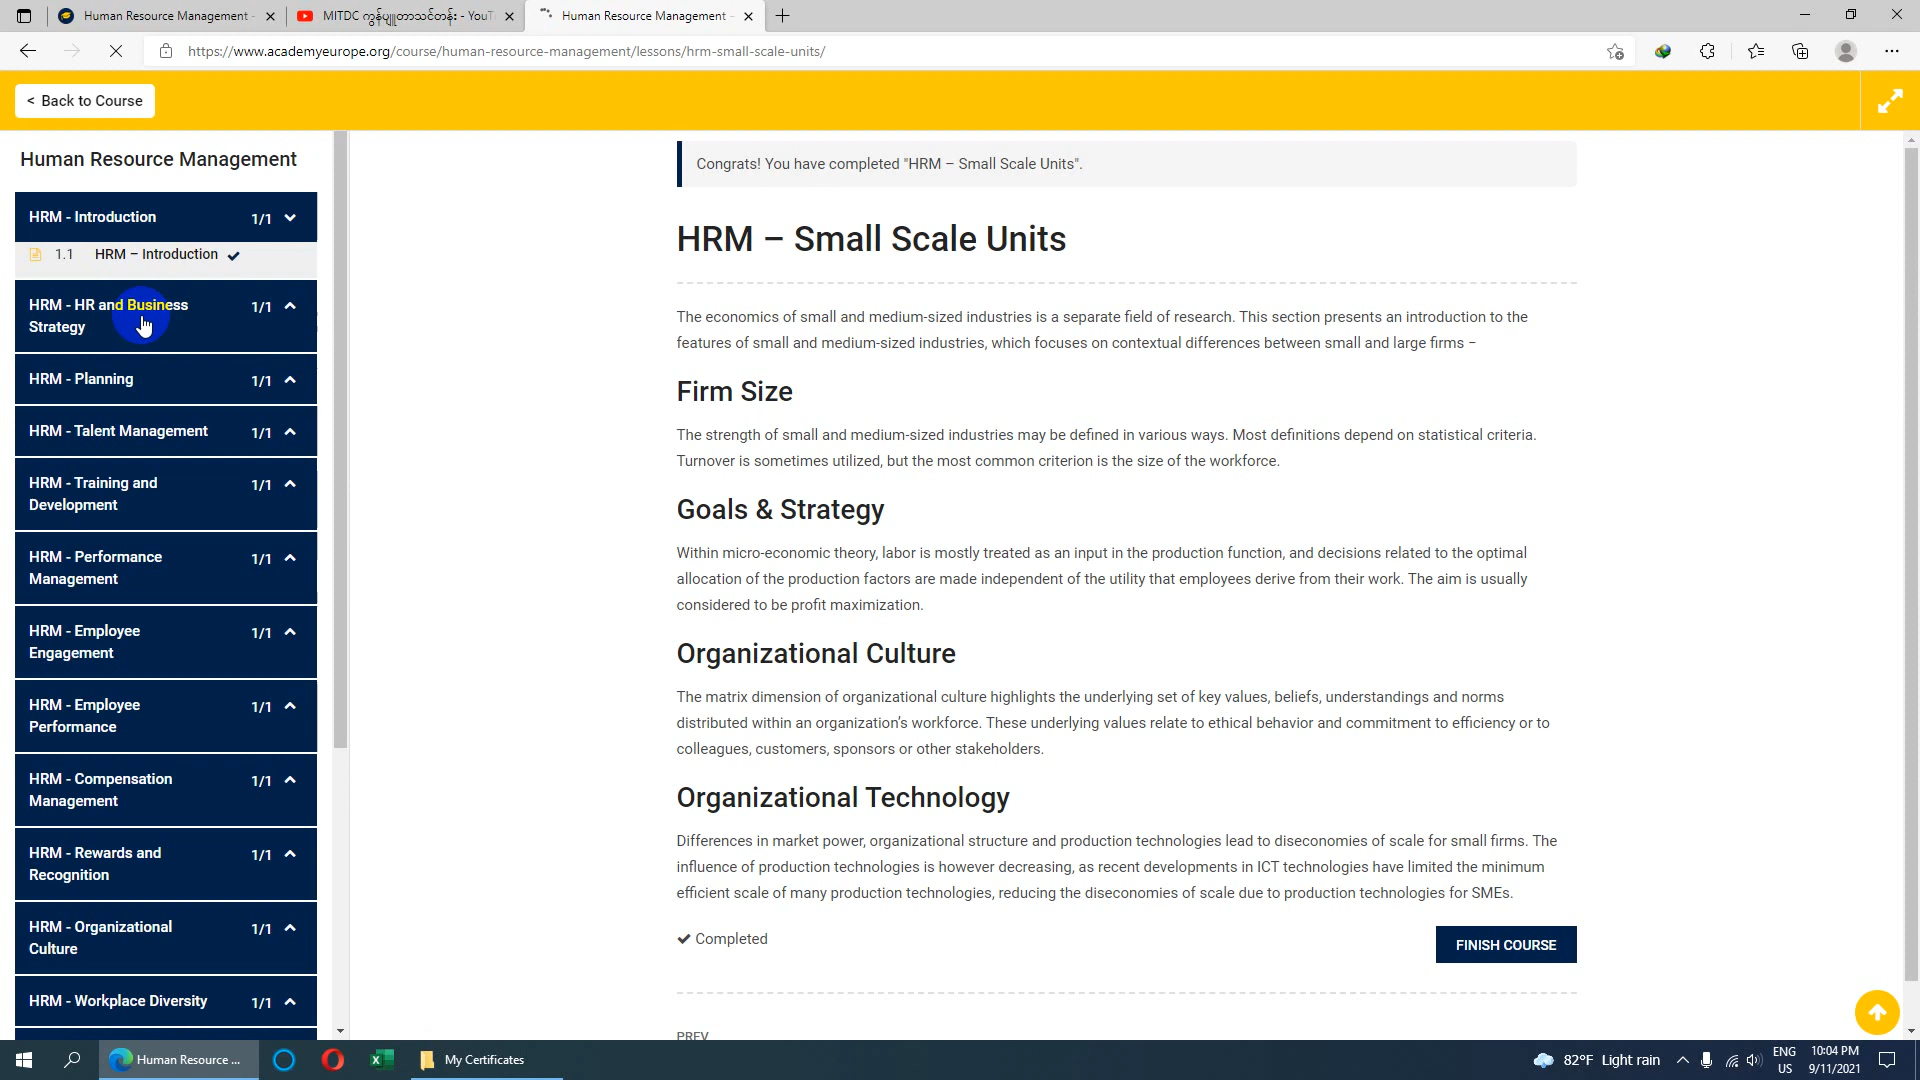 Human Resource Management -
MITDC ကွန်ပျူတာသင်တန်း - YouT
Human Resource Management –
https://www.academyeurope.org/course/human-resource-management/lessons/hrm-small-scale-units/
< Back to Course
Human Resource Management
HRM - Introduction 1/1
1.1 HRM – Introduction
HRM - HR and Business
Strategy
1/1
HRM - Planning 1/1
HRM - Talent Management 1/1
HRM - Training and
Development
1/1
HRM - Performance
Management
1/1
HRM - Employee
Engagement
1/1
HRM - Employee
Performance
1/1
HRM - Compensation
Management
1/1
HRM - Rewards and
Recognition
1/1
HRM - Organizational
Culture
1/1
HRM - Workplace Diversity 1/1
Congrats! You have completed "HRM – Small Scale Units".
HRM – Small Scale Units
The economics of small and medium-sized industries is a separate field of research. This section presents an introduction to the
features of small and medium-sized industries, which focuses on contextual differences between small and large firms −
Firm Size
The strength of small and medium-sized industries may be defined in various ways. Most definitions depend on statistical criteria.
Turnover is sometimes utilized, but the most common criterion is the size of the workforce.
Goals & Strategy
Within micro-economic theory, labor is mostly treated as an input in the production function, and decisions related to the optimal
allocation of the production factors are made independent of the utility that employees derive from their work. The aim is usually
considered to be profit maximization.
Organizational Culture
The matrix dimension of organizational culture highlights the underlying set of key values, beliefs, understandings and norms
distributed within an organization's workforce. These underlying values relate to ethical behavior and commitment to efficiency or to
colleagues, customers, sponsors or other stakeholders.
Organizational Technology
Differences in market power, organizational structure and production technologies lead to diseconomies of scale for small firms. The
influence of production technologies is however decreasing, as recent developments in ICT technologies have limited the minimum
efficient scale of many production technologies, reducing the diseconomies of scale due to production technologies for SMEs.
Completed
FINISH COURSE
PREV
Human Resource ...
My Certificates
82°F Light rain
ENG
US
10:04 PM
9/11/2021